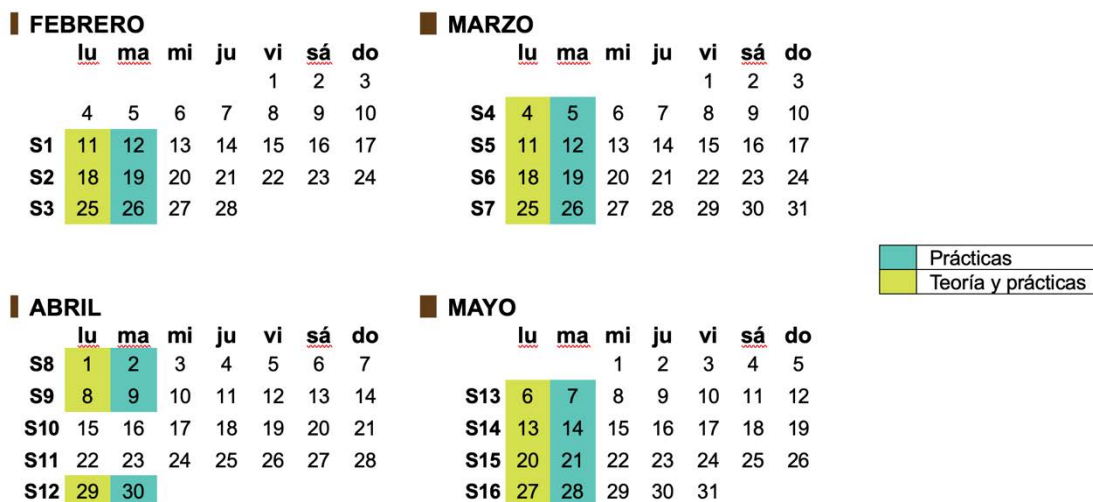 FEBRERO
lu ma mi ju vi sá do
1 2 3
4 5 6 7 8 9 10
S1 11 12 13 14 15 16 17
S2 18 19 20 21 22 23 24
S3 25 26 27 28
MARZO
lu ma mi ju vi sá do
1 2 3
S4 4 5 6 7 8 9 10
S5 11 12 13 14 15 16 17
S6 18 19 20 21 22 23 24
S7 25 26 27 28 29 30 31
Prácticas
Teoría y prácticas
ABRIL
lu ma mi ju vi sá do
S8 1 2 3 4 5 6 7
S9 8 9 10 11 12 13 14
S10 15 16 17 18 19 20 21
S11 22 23 24 25 26 27 28
S12 29 30
MAYO
lu ma mi ju vi sá do
1 2 3 4 5
S13 6 7 8 9 10 11 12
S14 13 14 15 16 17 18 19
S15 20 21 22 23 24 25 26
S16 27 28 29 30 31